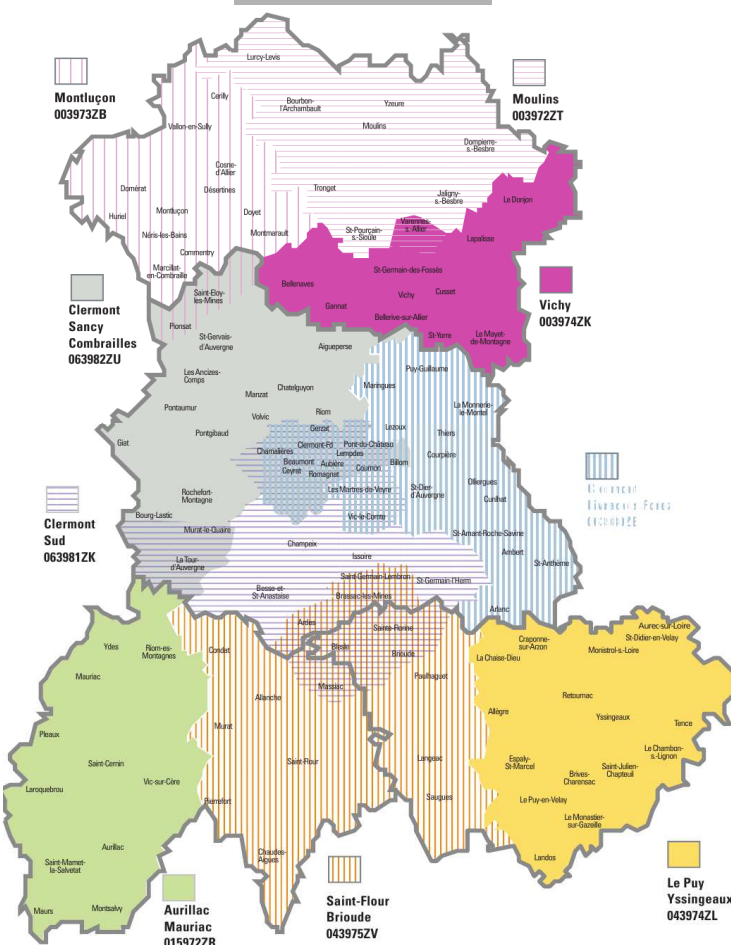 Lurcy-Levis
Montluçon
003973ZB
Moulins
003972ZT
Cerilly
Bourbon-
l'Archambault
Yzeure
Vallon-en-Sully
Moulins
Dompierre-
s.-Besbre
Cosne-
d'Allier
Domérat
Désertines
Tronget
Jaligny-
s.-Besbre
Le Donjon
Huriel
Montluçon
Doyet
Varennes-
s.-Allier
Néris-les-Bains
Montmarault
St-Pourçain-
s.-Sioule
Lapalisse
Commentry
Marcillat-
en-Combraille
St-Germain-des-Fossés
Bellenaves
Vichy
Cusset
Vichy
003974ZK
Clermont
Sancy
Combrailles
063982ZU
Saint-Eloy-
les-Mines
Gannat
Bellerive-sur-Allier
Pionsat
St-Gervais-
d'Auvergne
Aigueperse
St-Yorre
Le Mayet-
de-Montagne
Les Ancizes-
Comps
Puy-Guillaume
Maringues
Chatelguyon
Manzat
Pontaumur
Volvic
Riom
La Monnerie-
le-Montel
Giat
Pontgibaud
Gerzat
Lezoux
Thiers
Clermont-Fd
Pont-du-Château
Chamalières
Lempdes
Courpière
Beaumont
Aubière
Cournon
Billom
Ceyrat
Romagnat
Rochefort-
Montagne
Les Martres-de-Veyre
St-Dier-
d'Auvergne
Olliergues
Cunlhat
Clermont
Sud
063981ZK
Bourg-Lastic
Vic-le-Comte
Murat-le-Quaire
St-Amant-Roche-Savine
Champeix
Ambert
La Tour-
d'Auvergne
Issoire
St-Anthème
Saint-Germain-Lembron
St-Germain-l'Herm
Besse-et-
St-Anastaise
Brassac-les-Mines
Arlanc
Ardes
Sainte-Florine
Aurec-sur-Loire
St-Didier-en-Velay
Ydes
Riom-es-
Montagnes
Condat
Blesle
Brioude
Craponne-
sur-Arzon
Monistrol-s.-Loire
La Chaise-Dieu
Mauriac
Massiac
Paulhaguet
Allanche
Retournac
Pleaux
Murat
Allègre
Yssingeaux
Tence
Saint-Cernin
Saint-Flour
Langeac
Espaly-
St-Marcel
Le Chambon-
s.-Lignon
Saint-Julien-
Chapteuil
Brives-
Charensac
Laroquebrou
Vic-sur-Cère
Pierrefort
Saugues
Le Puy-en-Velay
Le Monastier-
sur-Gazeille
Aurillac
Chaudes-
Aigues
Landos
Saint-Mamet-
la-Salvetat
Maurs
Montsalvy
Aurillac
Mauriac
015972ZR
Saint-Flour
Brioude
043975ZV
Le Puy
Yssingeaux
043974ZL